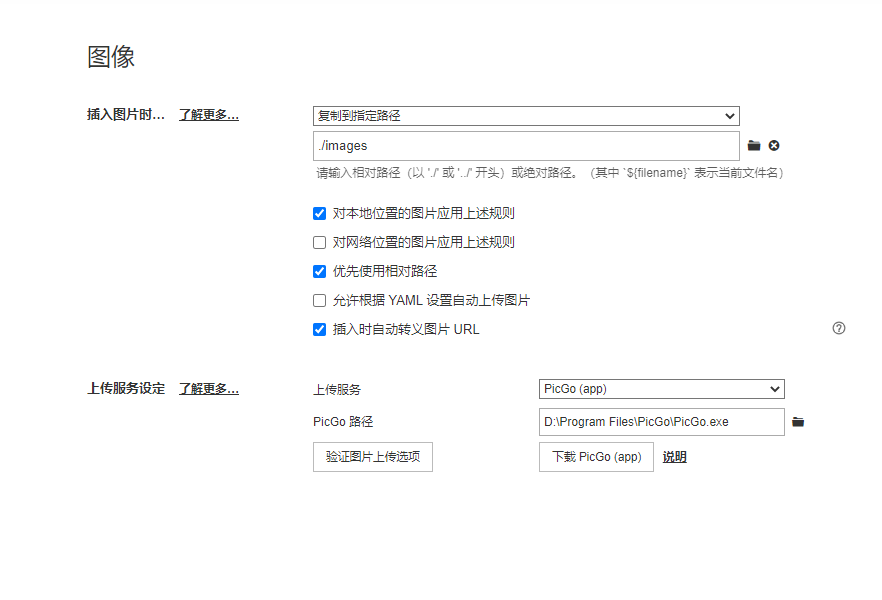 图像
插入图片时… 了解更多…
复制到指定路径
./images
请输入相对路径（以 './' 或 '../' 开头）或绝对路径。（其中 `${filename}` 表示当前文件名）
对本地位置的图片应用上述规则
对网络位置的图片应用上述规则
优先使用相对路径
允许根据 YAML 设置自动上传图片
插入时自动转义图片 URL
上传服务设定 了解更多… 上传服务 PicGo (app)
PicGo 路径 D:\Program Files\PicGo\PicGo.exe
验证图片上传选项 下载 PicGo (app) 说明